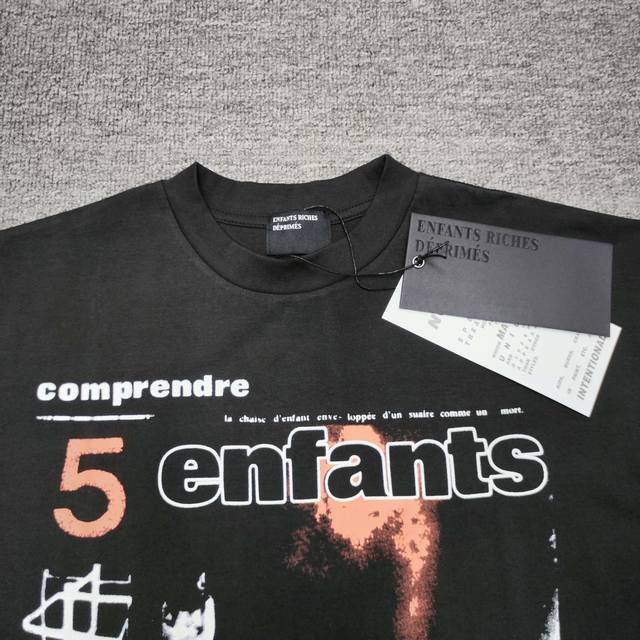 ENFANTS RICHES
DÉPRIMÉS
ENFANTS RICHES
DÉPRIMÉS
INTENTIONAL
comprendre
la chaise d'enfant enve- loppée d'un suaire comme un mort.
5 enfants